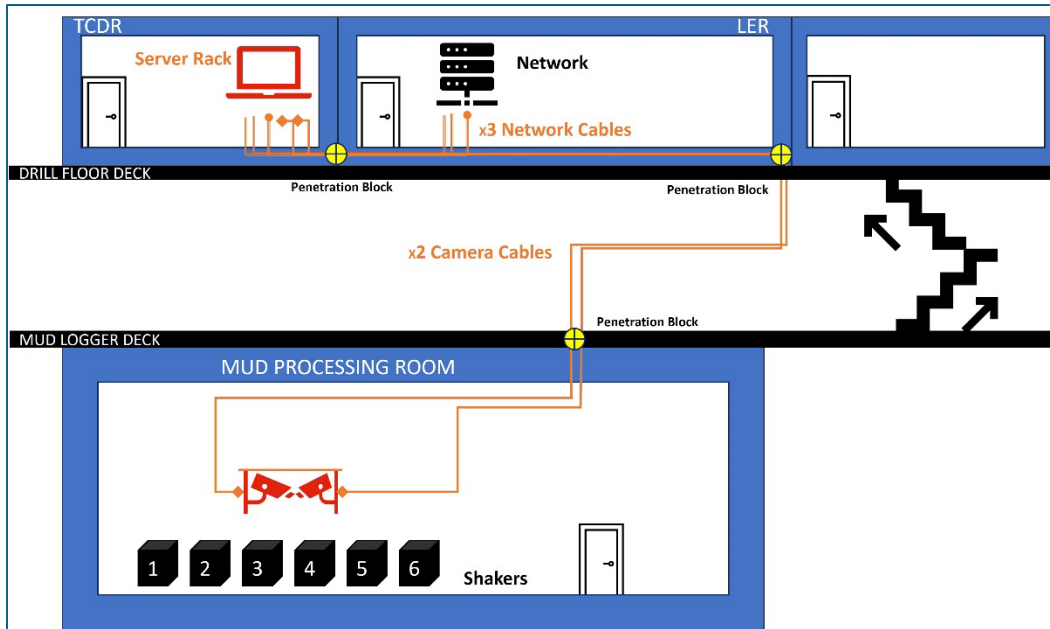 TCDR
LER
Server Rack
Network
x3 Network Cables
DRILL FLOOR DECK
Penetration Block
Penetration Block
x2 Camera Cables
Penetration Block
MUD LOGGER DECK
MUD PROCESSING ROOM
1 2 3 4 5 6
Shakers